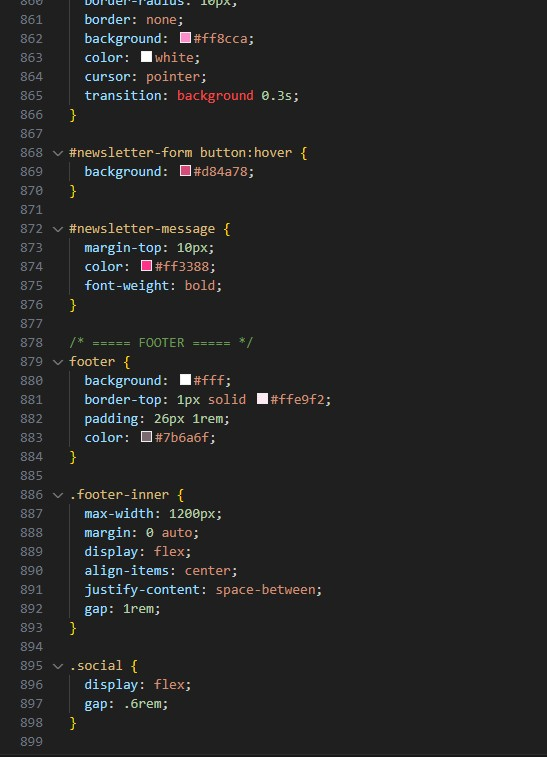 860 border-radius: 10px;
861 border: none;
862 background: #ff8cca;
863 color: white;
864 cursor: pointer;
865 transition: background 0.3s;
866 }
867
868 #newsletter-form button:hover {
869 background: #d84a78;
870 }
871
872 #newsletter-message {
873 margin-top: 10px;
874 color: #ff3388;
875 font-weight: bold;
876 }
877
878 /* ===== FOOTER ===== */
879 footer {
880 background: #fff;
881 border-top: 1px solid #ffe9f2;
882 padding: 26px 1rem;
883 color: #7b6a6f;
884 }
885
886 .footer-inner {
887 max-width: 1200px;
888 margin: 0 auto;
889 display: flex;
890 align-items: center;
891 justify-content: space-between;
892 gap: 1rem;
893 }
894
895 .social {
896 display: flex;
897 gap: .6rem;
898 }
899